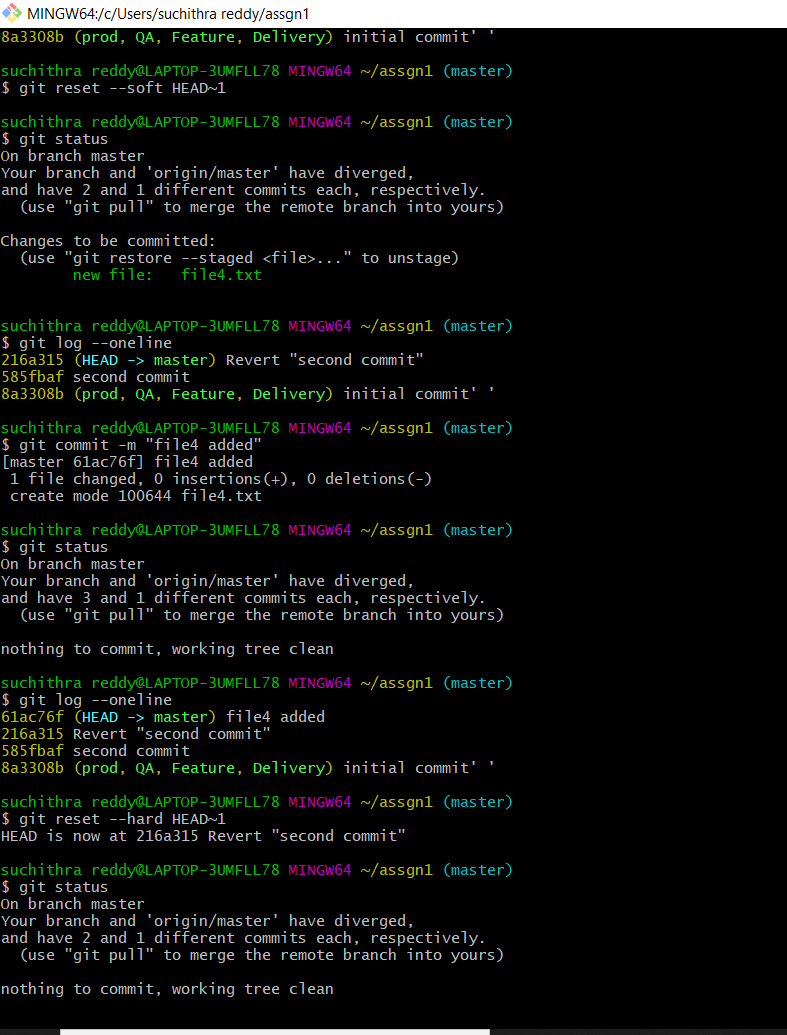 MINGW64:/c/Users/suchithra reddy/assgn1
8a3308b (prod, QA, Feature, Delivery) initial commit' '
suchithra reddy@LAPTOP-3UMFLL78 MINGW64 ~/assgn1 (master)
$ git reset --soft HEAD~1
suchithra reddy@LAPTOP-3UMFLL78 MINGW64 ~/assgn1 (master)
$ git status
On branch master
Your branch and 'origin/master' have diverged,
and have 2 and 1 different commits each, respectively.
  (use "git pull" to merge the remote branch into yours)
Changes to be committed:
  (use "git restore --staged <file>..." to unstage)
        new file:   file4.txt
suchithra reddy@LAPTOP-3UMFLL78 MINGW64 ~/assgn1 (master)
$ git log --oneline
216a315 (HEAD -> master) Revert "second commit"
585fbaf second commit
8a3308b (prod, QA, Feature, Delivery) initial commit' '
suchithra reddy@LAPTOP-3UMFLL78 MINGW64 ~/assgn1 (master)
$ git commit -m "file4 added"
[master 61ac76f] file4 added
 1 file changed, 0 insertions(+), 0 deletions(-)
 create mode 100644 file4.txt
suchithra reddy@LAPTOP-3UMFLL78 MINGW64 ~/assgn1 (master)
$ git status
On branch master
Your branch and 'origin/master' have diverged,
and have 3 and 1 different commits each, respectively.
  (use "git pull" to merge the remote branch into yours)
nothing to commit, working tree clean
suchithra reddy@LAPTOP-3UMFLL78 MINGW64 ~/assgn1 (master)
$ git log --oneline
61ac76f (HEAD -> master) file4 added
216a315 Revert "second commit"
585fbaf second commit
8a3308b (prod, QA, Feature, Delivery) initial commit' '
suchithra reddy@LAPTOP-3UMFLL78 MINGW64 ~/assgn1 (master)
$ git reset --hard HEAD~1
HEAD is now at 216a315 Revert "second commit"
suchithra reddy@LAPTOP-3UMFLL78 MINGW64 ~/assgn1 (master)
$ git status
On branch master
Your branch and 'origin/master' have diverged,
and have 2 and 1 different commits each, respectively.
  (use "git pull" to merge the remote branch into yours)
nothing to commit, working tree clean